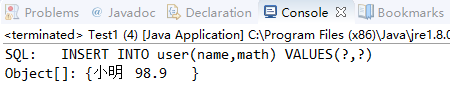 Problems @ Javadoc Declaration Console Bookmarks
<terminated> Test1 (4) [Java Application] C:\Program Files (x86)\Java\jre1.8.0
SQL:   INSERT INTO user(name,math) VALUES(?,?)
Object[]: {小明  98.9   }